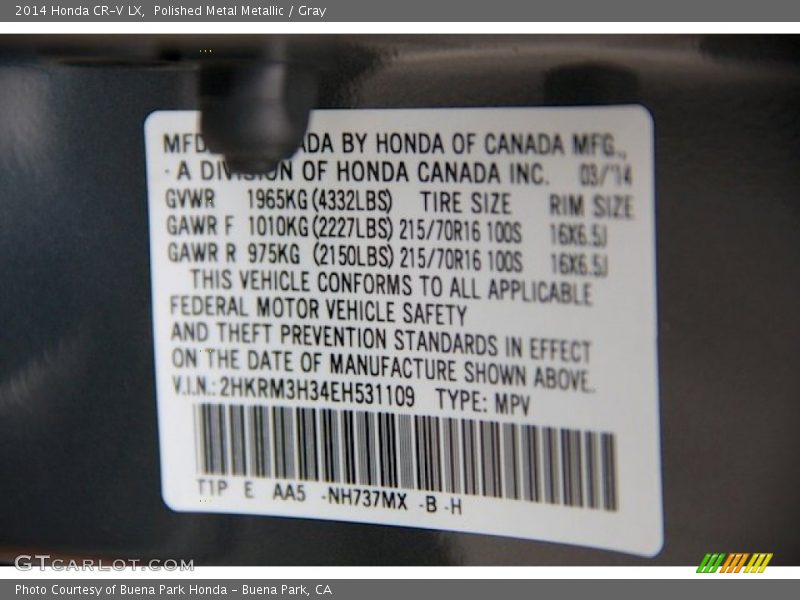 2014 Honda CR-V LX, Polished Metal Metallic / Gray
MFD ADA BY HONDA OF CANADA MFG.,
A DIVISION OF HONDA CANADA INC. 03/'14
GVWR 1965KG (4332LBS) TIRE SIZE RIM SIZE
GAWR F 1010KG (2227LBS) 215/70R16 100S 16X6.5J
GAWR R 975KG (2150LBS) 215/70R16 100S 16X6.5J
THIS VEHICLE CONFORMS TO ALL APPLICABLE
FEDERAL MOTOR VEHICLE SAFETY
AND THEFT PREVENTION STANDARDS IN EFFECT
ON THE DATE OF MANUFACTURE SHOWN ABOVE.
V.I.N.: 2HKRM3H34EH531109 TYPE: MPV
T1P E AA5 -NH737MX -B -H
GTCARLOT.COM
Photo Courtesy of Buena Park Honda - Buena Park, CA